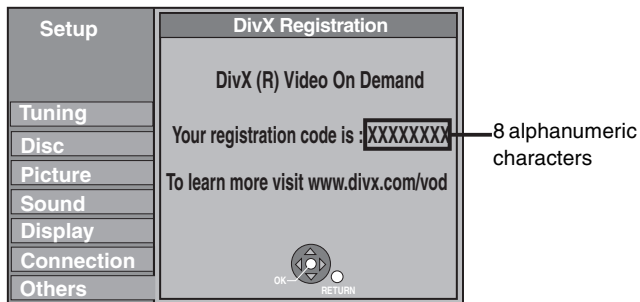 Setup
DivX Registration
DivX (R) Video On Demand
Tuning
Your registration code is : XXXXXXXX
8 alphanumeric
characters
Disc
Picture
To learn more visit www.divx.com/vod
Sound
Display
Connection
Others
OK
RETURN